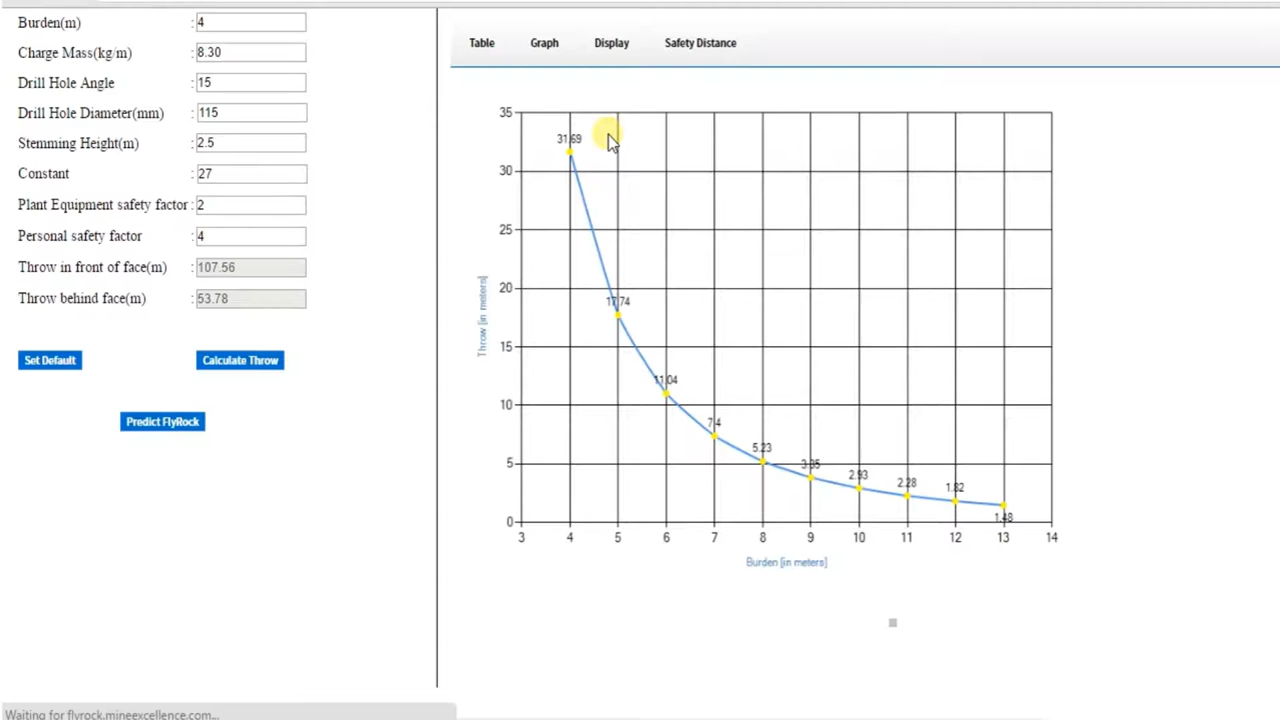 Burden(m) : 4
Charge Mass(kg/m) : 8.30
Drill Hole Angle : 15
Drill Hole Diameter(mm) : 115
Stemming Height(m) : 2.5
Constant : 27
Plant Equipment safety factor : 2
Personal safety factor : 4
Throw in front of face(m) : 107.56
Throw behind face(m) : 53.78
Set Default Calculate Throw
Predict FlyRock
Table Graph Display Safety Distance
35
31.69
30
25
20
17.74
15
11.04
10
7.4
5.23
5
3.85
2.93
2.28
1.82
1.48
0
3 4 5 6 7 8 9 10 11 12 13 14
Throw [in meters]
Burden [in meters]
Waiting for flyrock.mineexcellence.com...